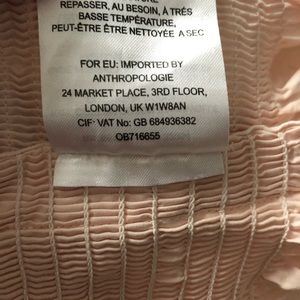 REPASSER, AU BESOIN, À TRÉS
BASSE TEMPÉRATURE,
PEUT-ÊTRE ÊTRE NETTOYÉE A SEC
FOR EU: IMPORTED BY
ANTHROPOLOGIE
24 MARKET PLACE, 3RD FLOOR,
LONDON, UK W1W8AN
CIF: VAT No: GB 684936382
OB716655